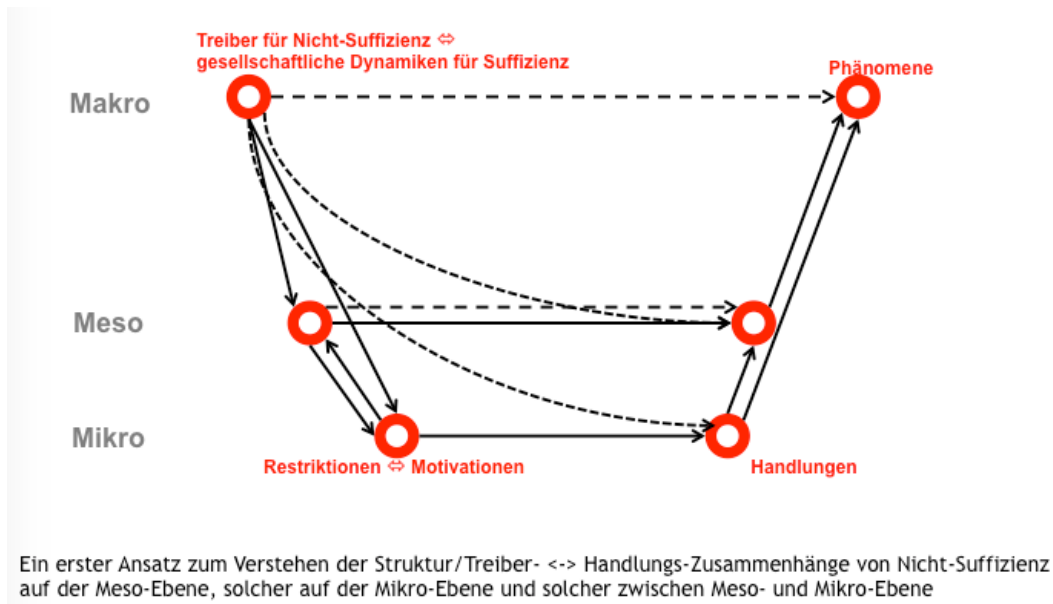 Treiber für Nicht-Suffizienz ⇔
gesellschaftliche Dynamiken für Suffizienz
Phänomene
Makro
Meso
Mikro
Restriktionen ⇔ Motivationen
Handlungen
Ein erster Ansatz zum Verstehen der Struktur/Treiber- <-> Handlungs-Zusammenhänge von Nicht-Suffizienz
auf der Meso-Ebene, solcher auf der Mikro-Ebene und solcher zwischen Meso- und Mikro-Ebene